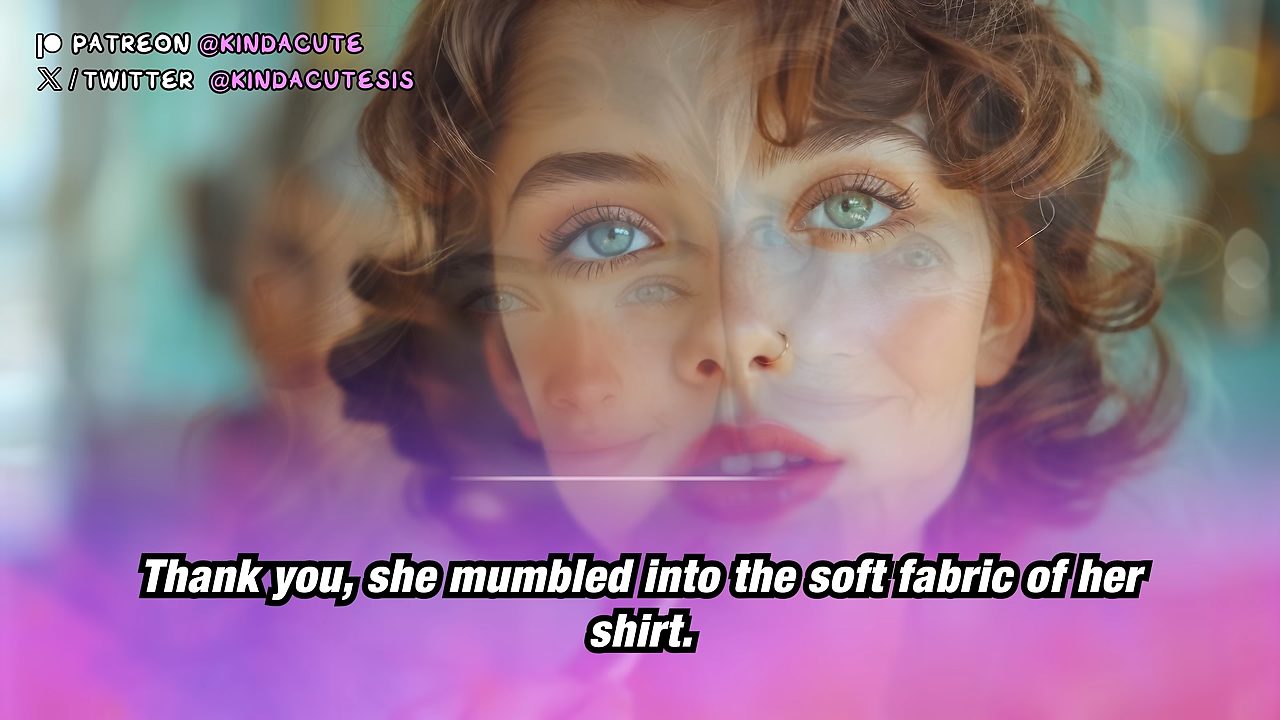 PATREON @KINDACUTE
X / TWITTER @KINDACUTESIS
Thank you, she mumbled into the soft fabric of her
shirt.